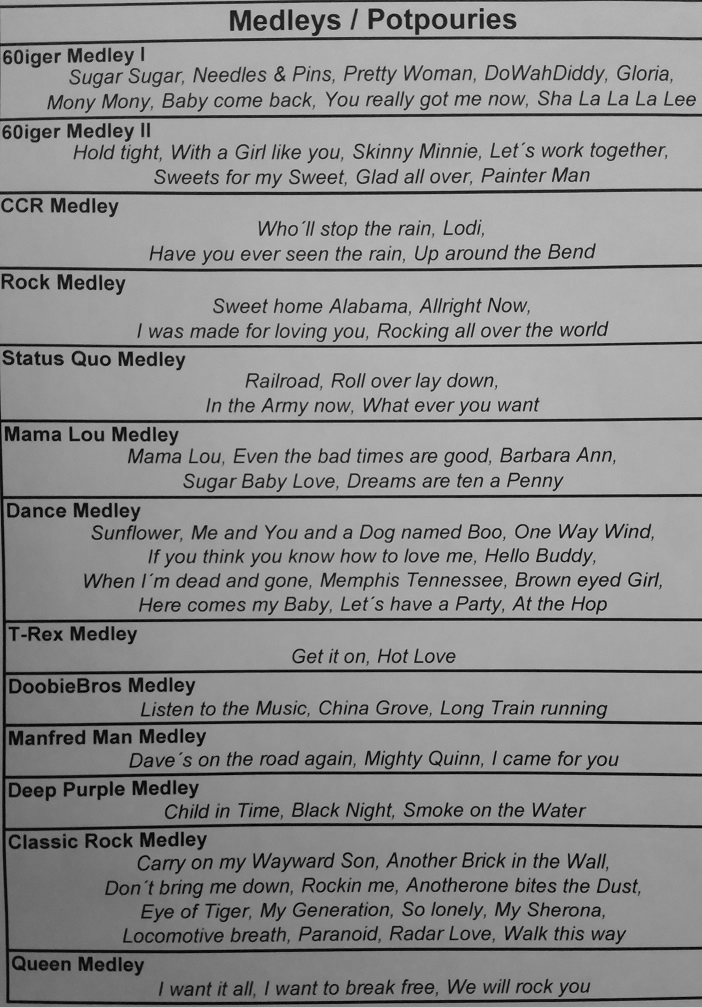 Medleys / Potpouries
60iger Medley I
Sugar Sugar, Needles & Pins, Pretty Woman, DoWahDiddy, Gloria,
Mony Mony, Baby come back, You really got me now, Sha La La La Lee
60iger Medley II
Hold tight, With a Girl like you, Skinny Minnie, Let´s work together,
Sweets for my Sweet, Glad all over, Painter Man
CCR Medley
Who´ll stop the rain, Lodi,
Have you ever seen the rain, Up around the Bend
Rock Medley
Sweet home Alabama, Allright Now,
I was made for loving you, Rocking all over the world
Status Quo Medley
Railroad, Roll over lay down,
In the Army now, What ever you want
Mama Lou Medley
Mama Lou, Even the bad times are good, Barbara Ann,
Sugar Baby Love, Dreams are ten a Penny
Dance Medley
Sunflower, Me and You and a Dog named Boo, One Way Wind,
If you think you know how to love me, Hello Buddy,
When I´m dead and gone, Memphis Tennessee, Brown eyed Girl,
Here comes my Baby, Let´s have a Party, At the Hop
T-Rex Medley
Get it on, Hot Love
DoobieBros Medley
Listen to the Music, China Grove, Long Train running
Manfred Man Medley
Dave´s on the road again, Mighty Quinn, I came for you
Deep Purple Medley
Child in Time, Black Night, Smoke on the Water
Classic Rock Medley
Carry on my Wayward Son, Another Brick in the Wall,
Don´t bring me down, Rockin me, Anotherone bites the Dust,
Eye of Tiger, My Generation, So lonely, My Sherona,
Locomotive breath, Paranoid, Radar Love, Walk this way
Queen Medley
I want it all, I want to break free, We will rock you